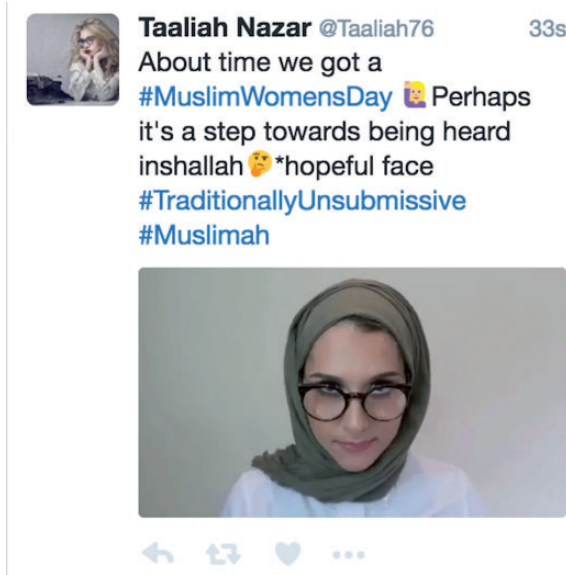 Taaliah Nazar @Taaliah76 33s
About time we got a
#MuslimWomensDay 🙋🏼 Perhaps
it's a step towards being heard
inshallah 🤔 *hopeful face
#TraditionallyUnsubmissive
#Muslimah